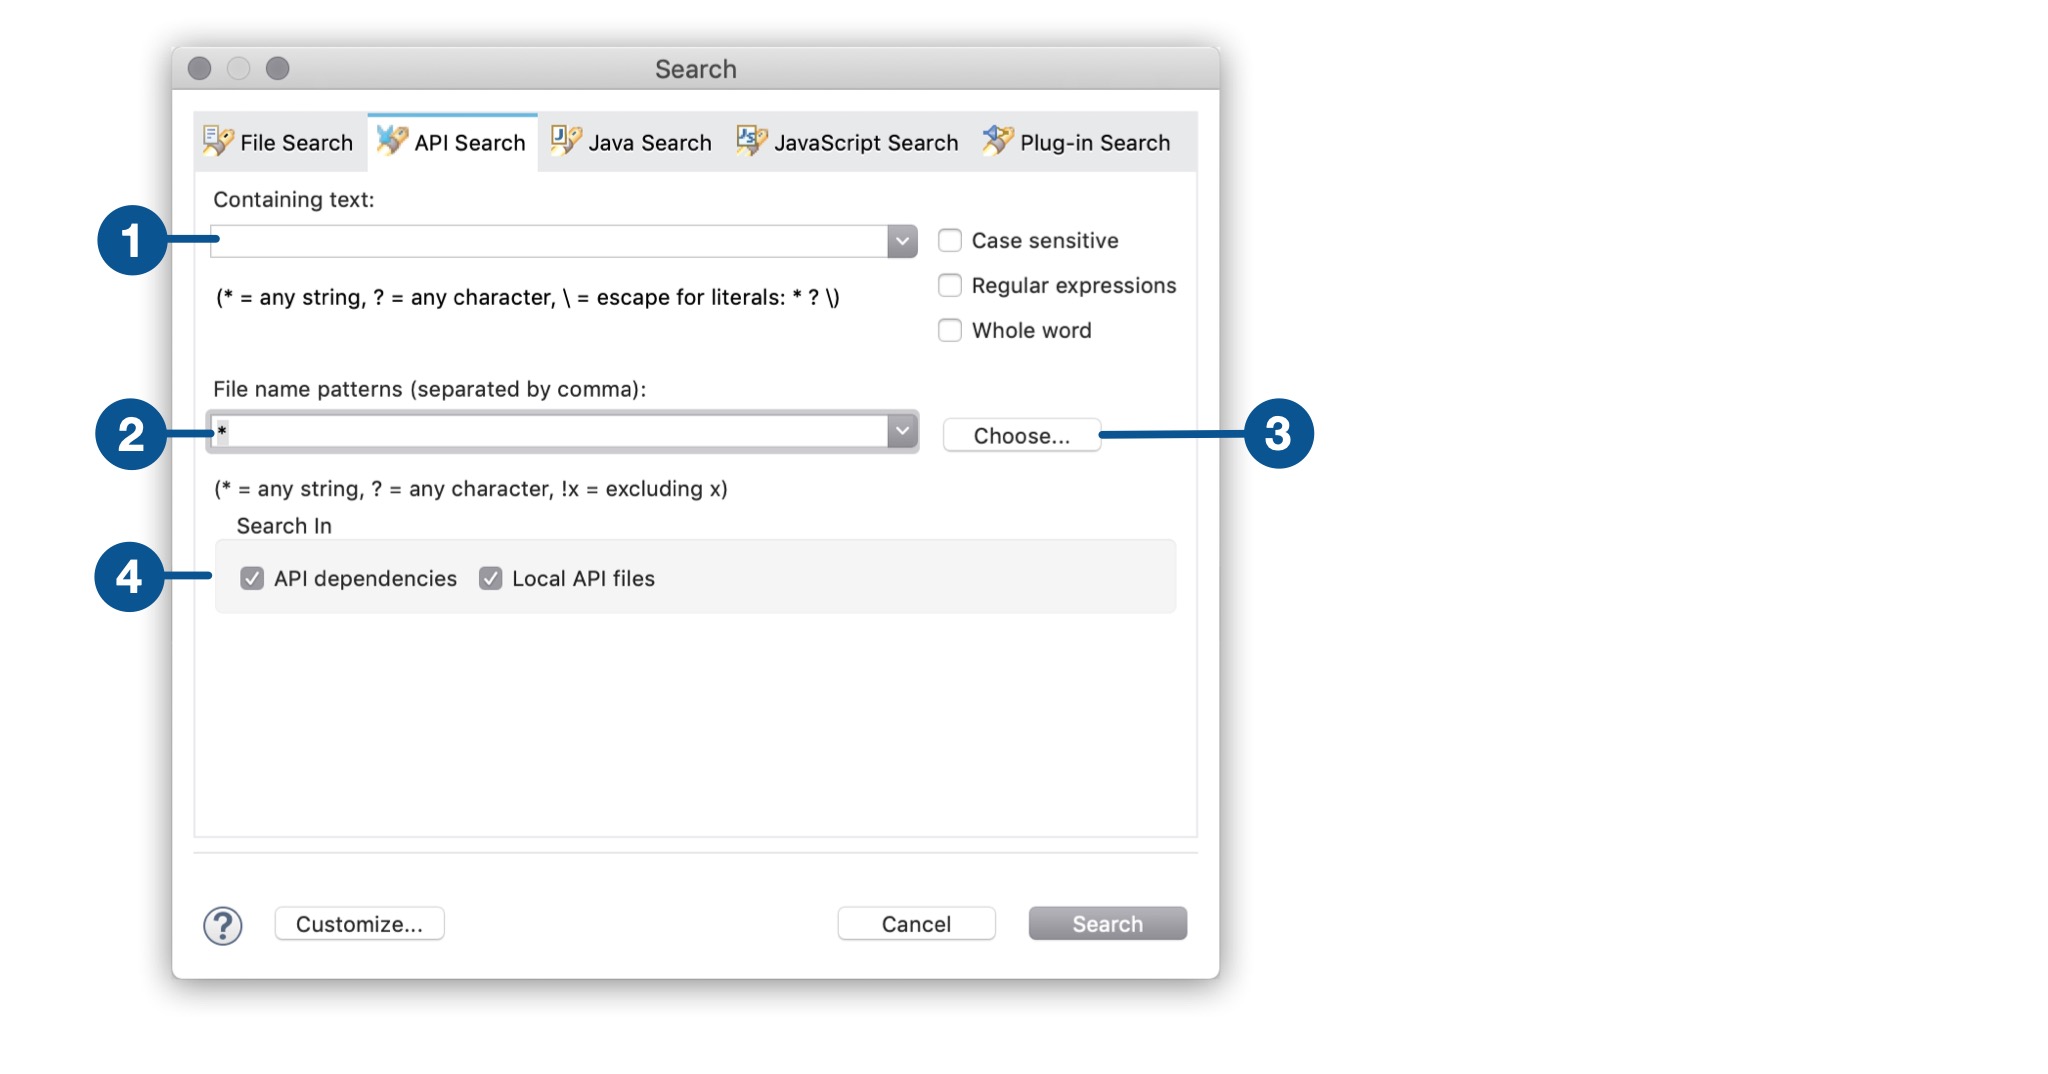 Search
File Search API Search Java Search JavaScript Search Plug-in Search
Containing text:
1
Case sensitive
(* = any string, ? = any character, \ = escape for literals: * ? \)
Regular expressions
Whole word
File name patterns (separated by comma):
2 * Choose... 3
(* = any string, ? = any character, !x = excluding x)
Search In
4 API dependencies Local API files
? Customize... Cancel Search